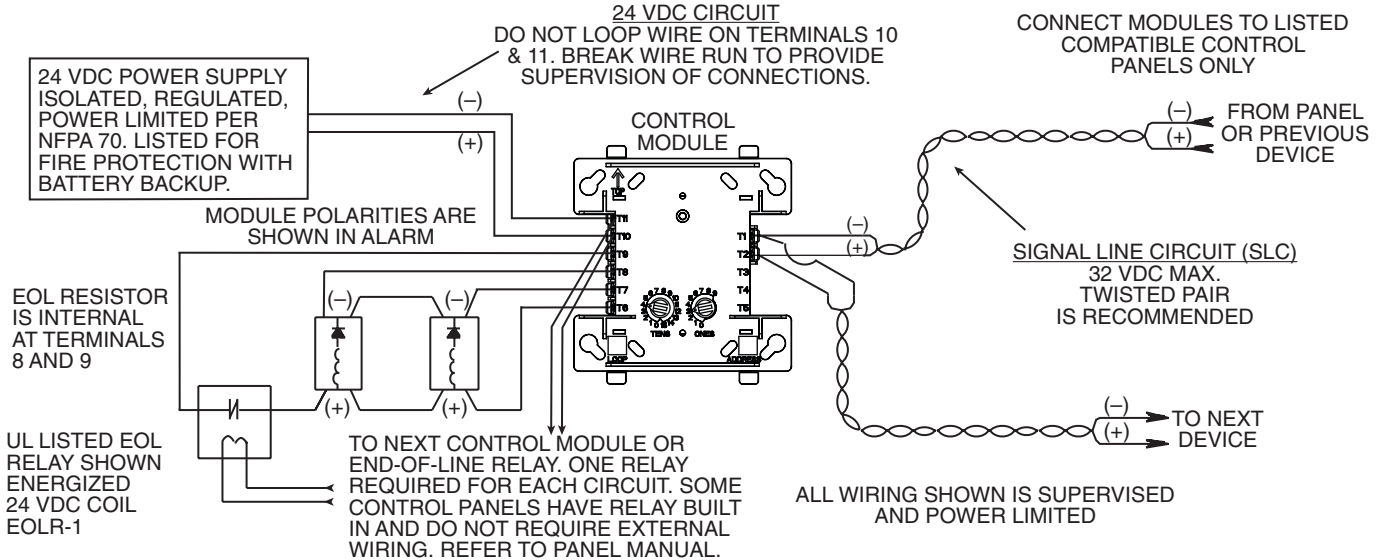 24 VDC CIRCUIT
DO NOT LOOP WIRE ON TERMINALS 10
& 11. BREAK WIRE RUN TO PROVIDE
SUPERVISION OF CONNECTIONS.
CONNECT MODULES TO LISTED
COMPATIBLE CONTROL
PANELS ONLY
24 VDC POWER SUPPLY
ISOLATED, REGULATED,
POWER LIMITED PER
NFPA 70. LISTED FOR
FIRE PROTECTION WITH
BATTERY BACKUP.
(–)
(+)
CONTROL
MODULE
(–)
(+)
FROM PANEL
OR PREVIOUS
DEVICE
MODULE POLARITIES ARE
SHOWN IN ALARM
TOP
T11
T10
T9
T8
T7
T6
T1
T2
T3
T4
T5
(–)
(+)
SIGNAL LINE CIRCUIT (SLC)
32 VDC MAX.
TWISTED PAIR
IS RECOMMENDED
EOL RESISTOR
IS INTERNAL
AT TERMINALS
8 AND 9
(–)
(–)
(+)
(+)
TENS
ONES
LOOP
ADDRESS
UL LISTED EOL
RELAY SHOWN
ENERGIZED
24 VDC COIL
EOLR-1
TO NEXT CONTROL MODULE OR
END-OF-LINE RELAY. ONE RELAY
REQUIRED FOR EACH CIRCUIT. SOME
CONTROL PANELS HAVE RELAY BUILT
IN AND DO NOT REQUIRE EXTERNAL
WIRING. REFER TO PANEL MANUAL.
(–)
(+)
TO NEXT
DEVICE
ALL WIRING SHOWN IS SUPERVISED
AND POWER LIMITED